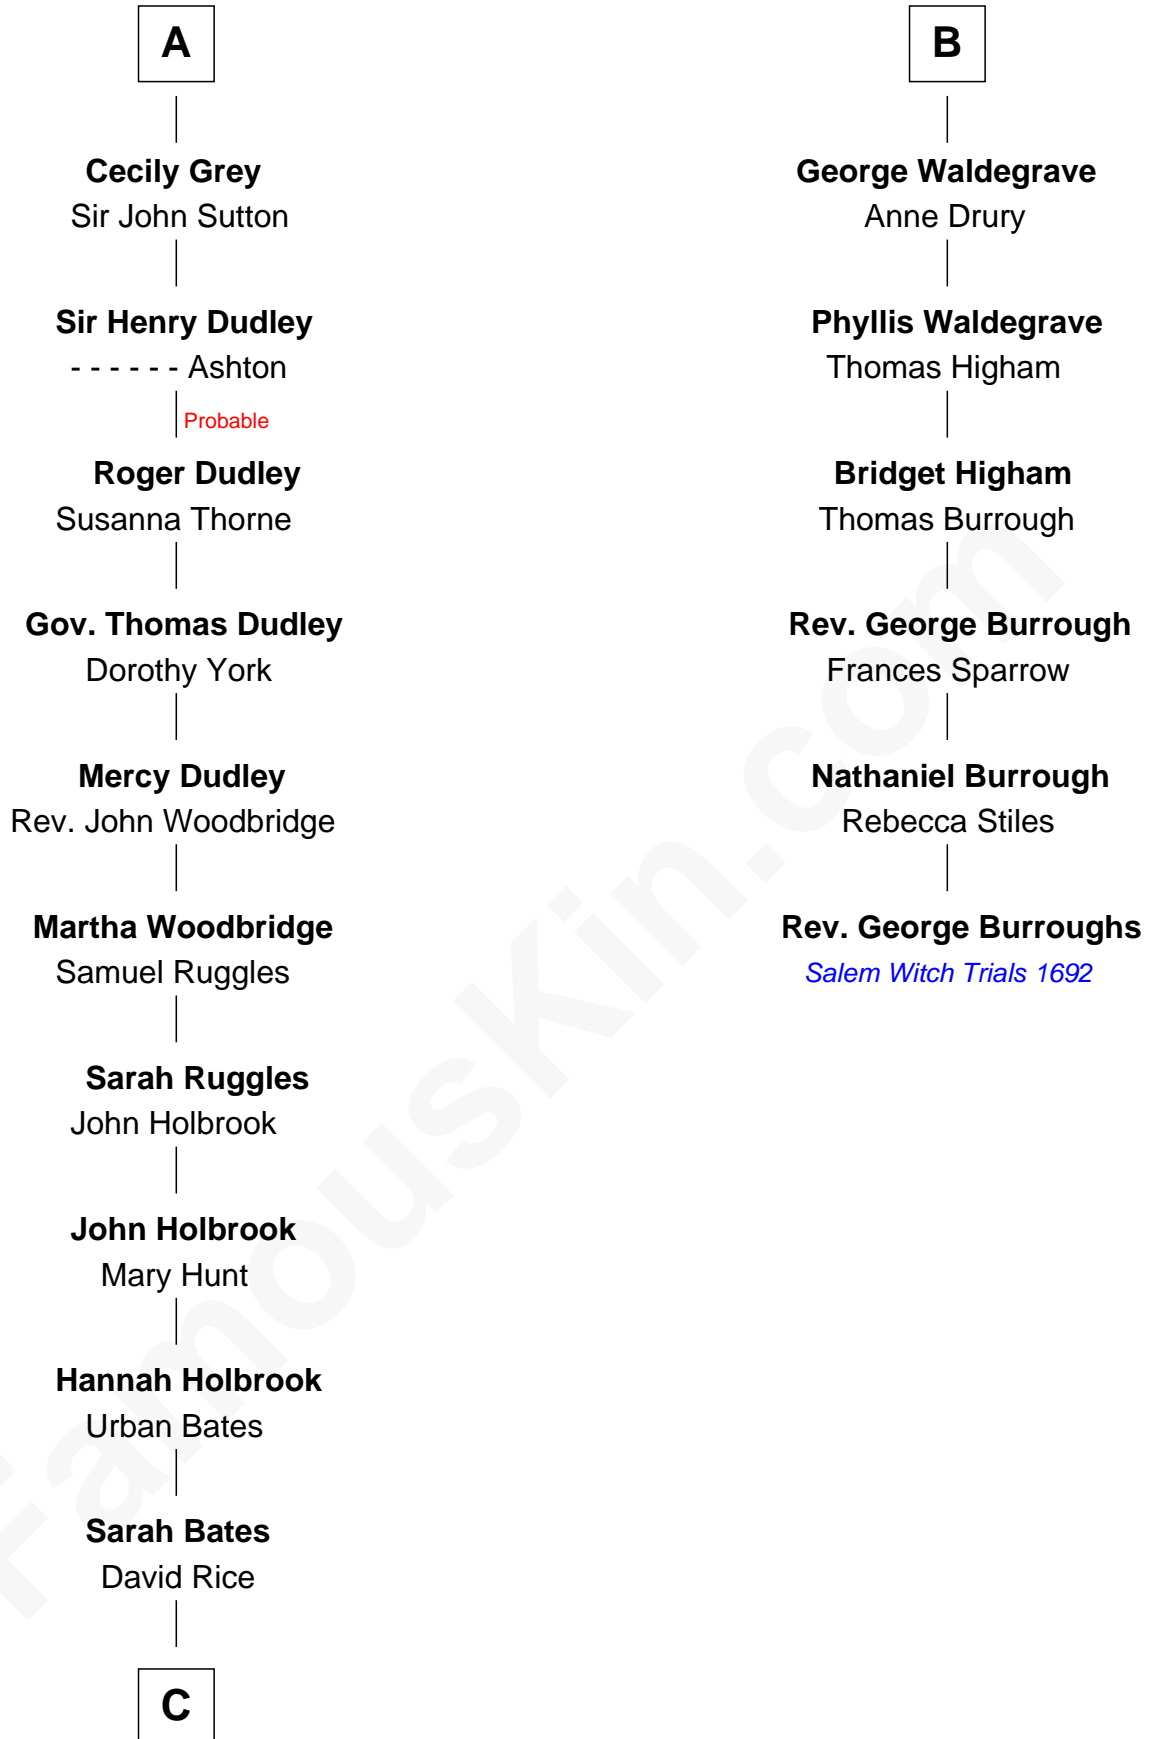 A
Cecily Grey
Sir John Sutton
Sir Henry Dudley
- - - - - - Ashton
Probable
Roger Dudley
Susanna Thorne
Gov. Thomas Dudley
Dorothy York
Mercy Dudley
Rev. John Woodbridge
Martha Woodbridge
Samuel Ruggles
Sarah Ruggles
John Holbrook
John Holbrook
Mary Hunt
Hannah Holbrook
Urban Bates
Sarah Bates
David Rice
C
B
George Waldegrave
Anne Drury
Phyllis Waldegrave
Thomas Higham
Bridget Higham
Thomas Burrough
Rev. George Burrough
Frances Sparrow
Nathaniel Burrough
Rebecca Stiles
Rev. George Burroughs
Salem Witch Trials 1692
FamousKin.com